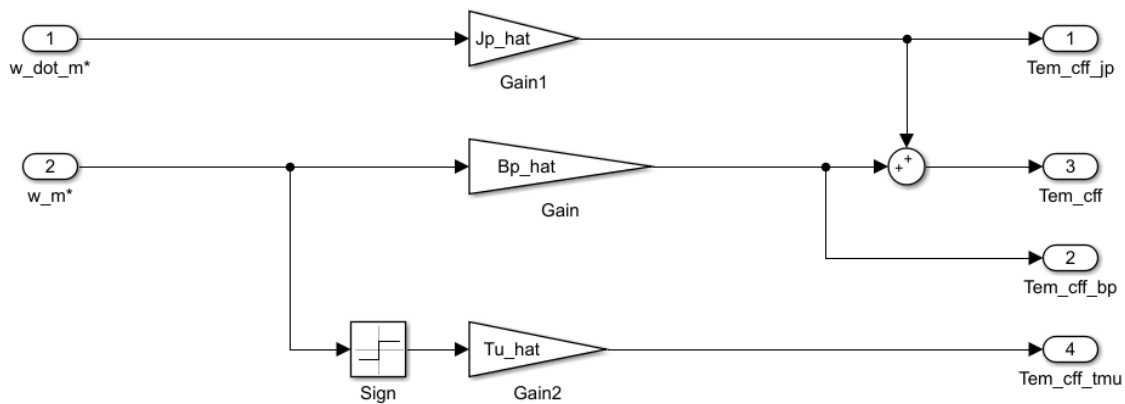 1
w_dot_m*
Jp_hat
Gain1
1
Tem_cff_jp
2
w_m*
Bp_hat
Gain
+
+
3
Tem_cff
2
Tem_cff_bp
Sign
Tu_hat
Gain2
4
Tem_cff_tmu